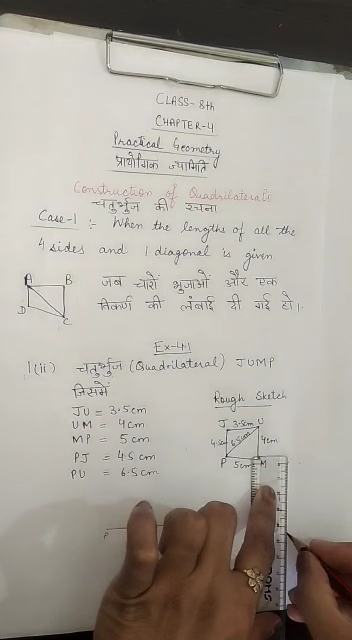 CLASS-8th
CHAPTER-4
Practical Geometry
प्रायोगिक ज्यामिति
Construction of Quadrilaterals
चतुर्भुज की रचना
Case-1 :- When the lengths of all the
4 sides and 1 diagonal is given
A B
D C
जब चारों भुजाओं और एक
विकर्ण की लंबाई दी गई हो।
Ex-4.1
1(ii) चतुर्भुज (Quadrilateral) JUMP
जिसमें
JU = 3.5cm
UM = 4cm
MP = 5cm
PJ = 4.5cm
PU = 6.5cm
Rough Sketch
J 3.5cm U
4.5cm 6.5cm 4cm
P 5cm M
P